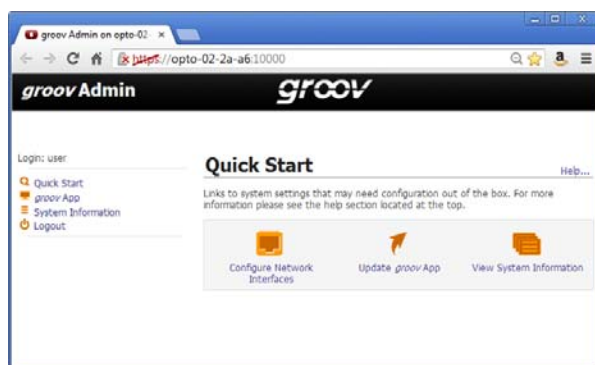 groov Admin on opto-02-
https://opto-02-2a-a6:10000
groov Admin
groov
Login: user
Quick Start
groov App
System Information
Logout
Quick Start
Help...
Links to system settings that may need configuration out of the box. For more
information please see the help section located at the top.
Configure Network
Interfaces
Update groov App
View System Information